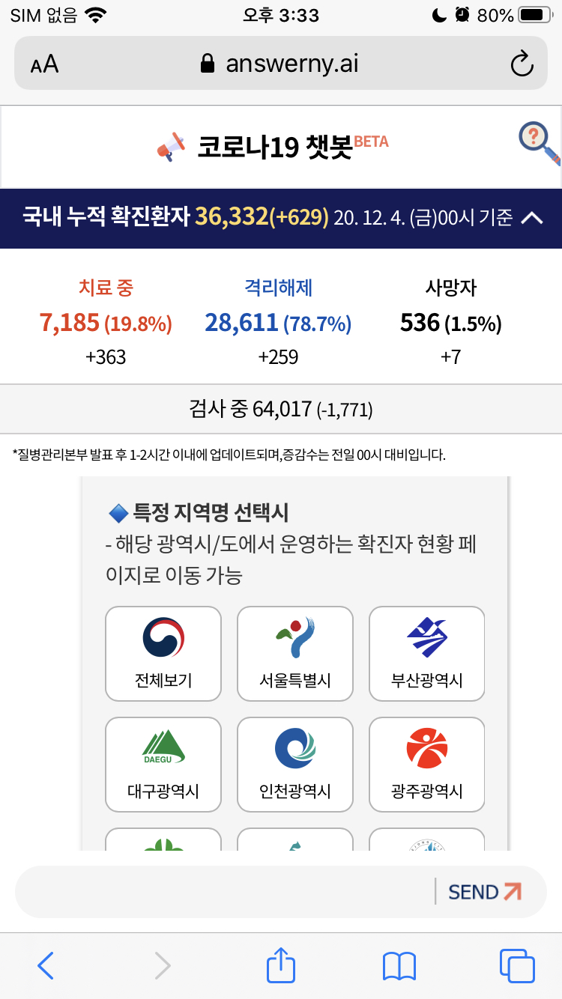 SIM 없음 오후 3:33 80%
AA answerny.ai
코로나19 챗봇BETA
국내 누적 확진환자 36,332(+629) 20. 12. 4. (금)00시 기준
치료 중 격리해제 사망자
7,185 (19.8%) 28,611 (78.7%) 536 (1.5%)
+363 +259 +7
검사 중 64,017 (-1,771)
*질병관리본부 발표 후 1-2시간 이내에 업데이트되며,증감수는 전일 00시 대비입니다.
특정 지역명 선택시
- 해당 광역시/도에서 운영하는 확진자 현황 페
이지로 이동 가능
전체보기 서울특별시 부산광역시
DAEGU
대구광역시 인천광역시 광주광역시
SEND